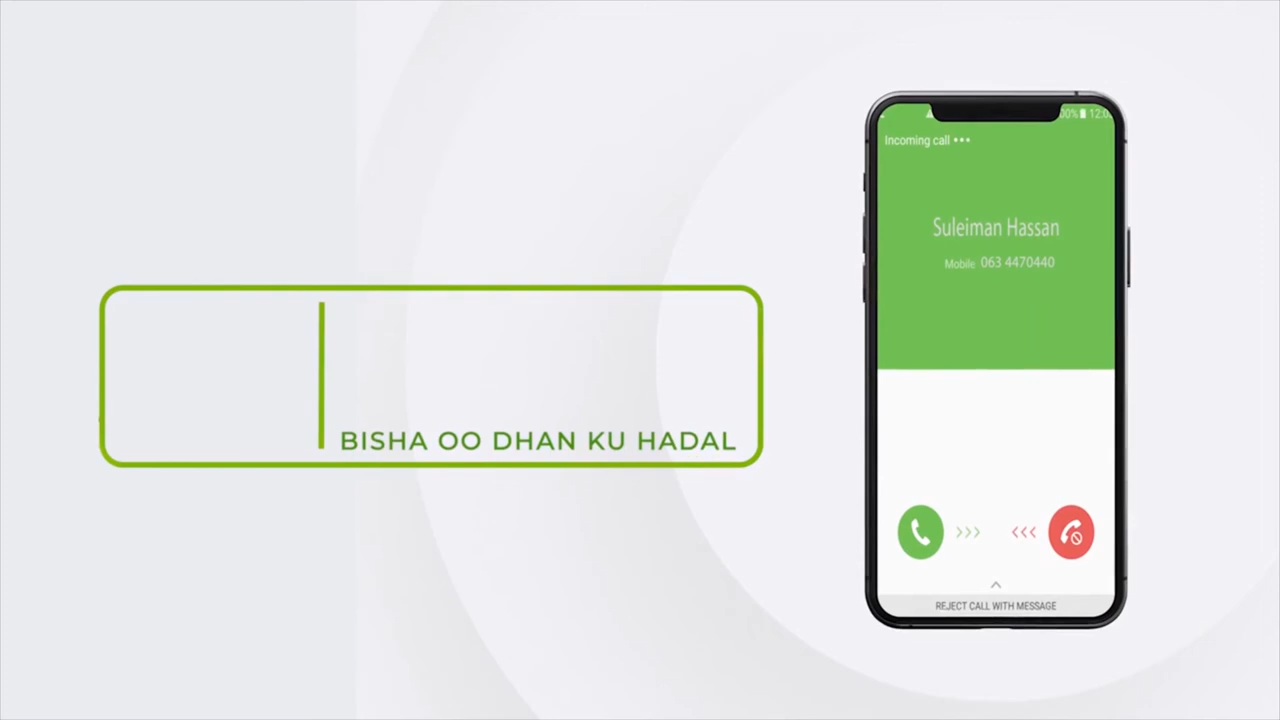 Incoming call •••
Suleiman Hassan
Mobile 063 4470440
BISHA OO DHAN KU HADAL
REJECT CALL WITH MESSAGE